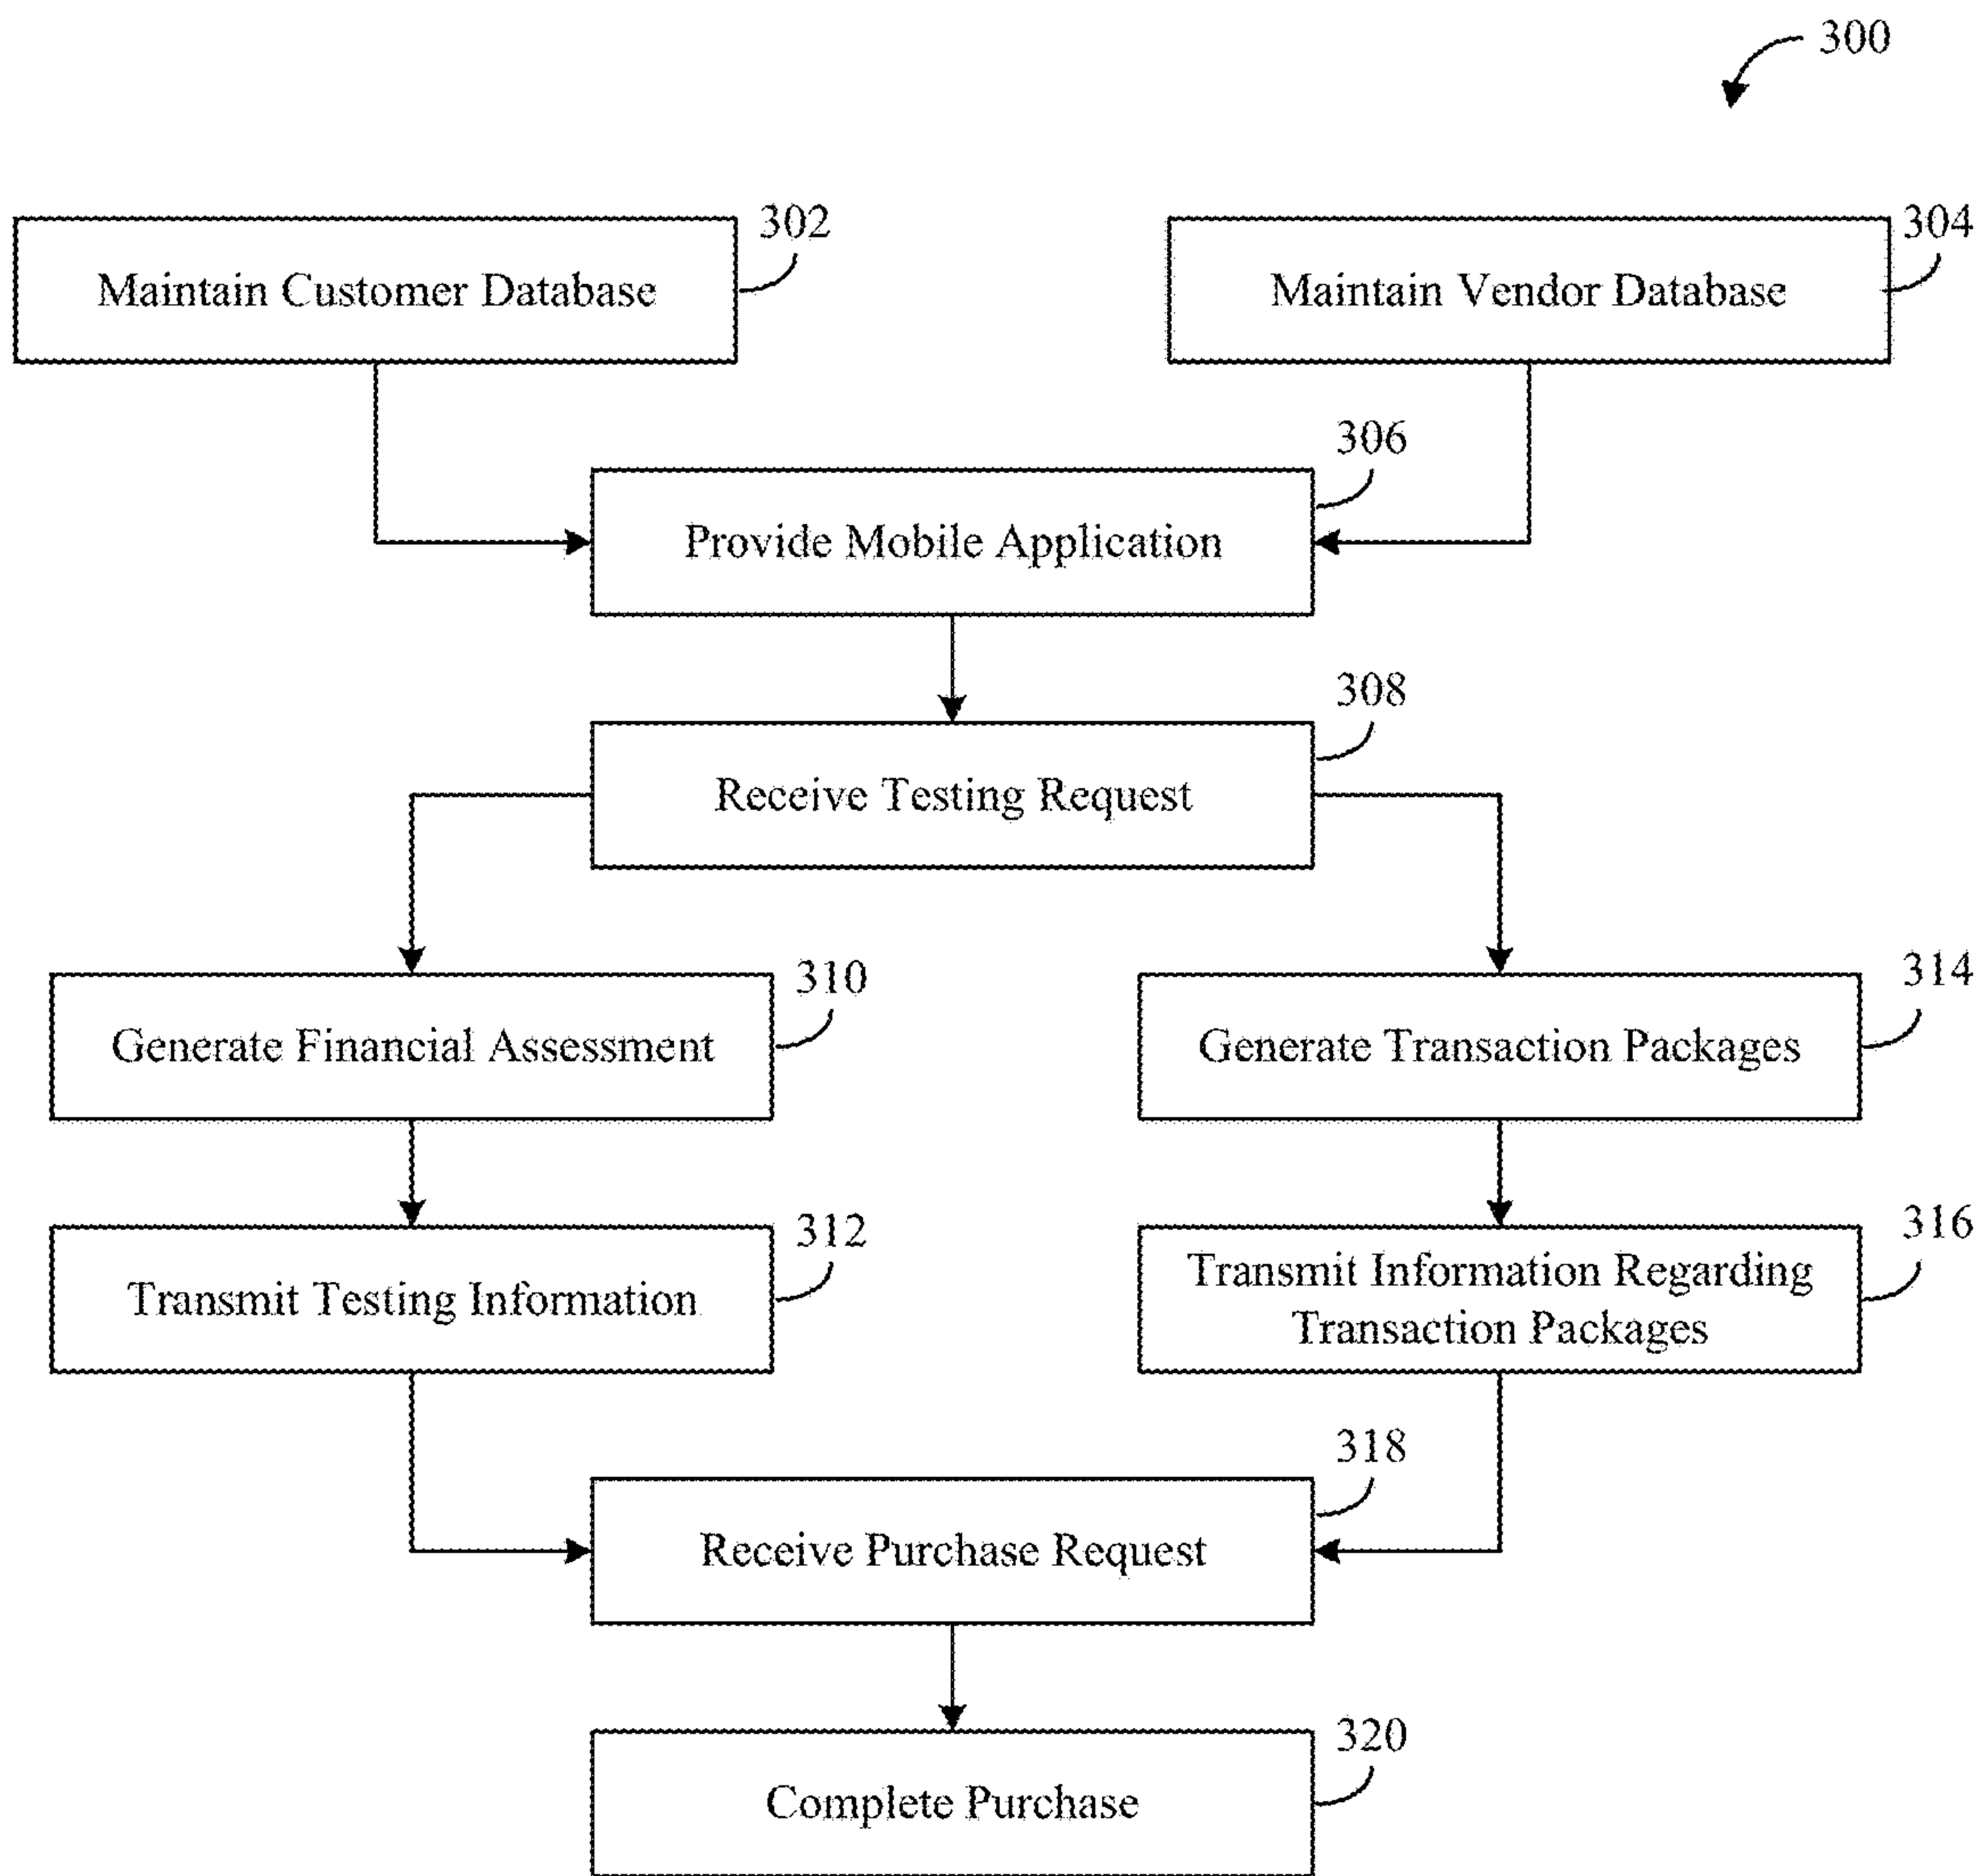 300
302
304
Maintain Customer Database
Maintain Vendor Database
306
Provide Mobile Application
308
Receive Testing Request
310
314
Generate Financial Assessment
Generate Transaction Packages
312
316
Transmit Testing Information
Transmit Information Regarding
Transaction Packages
318
Receive Purchase Request
320
Complete Purchase